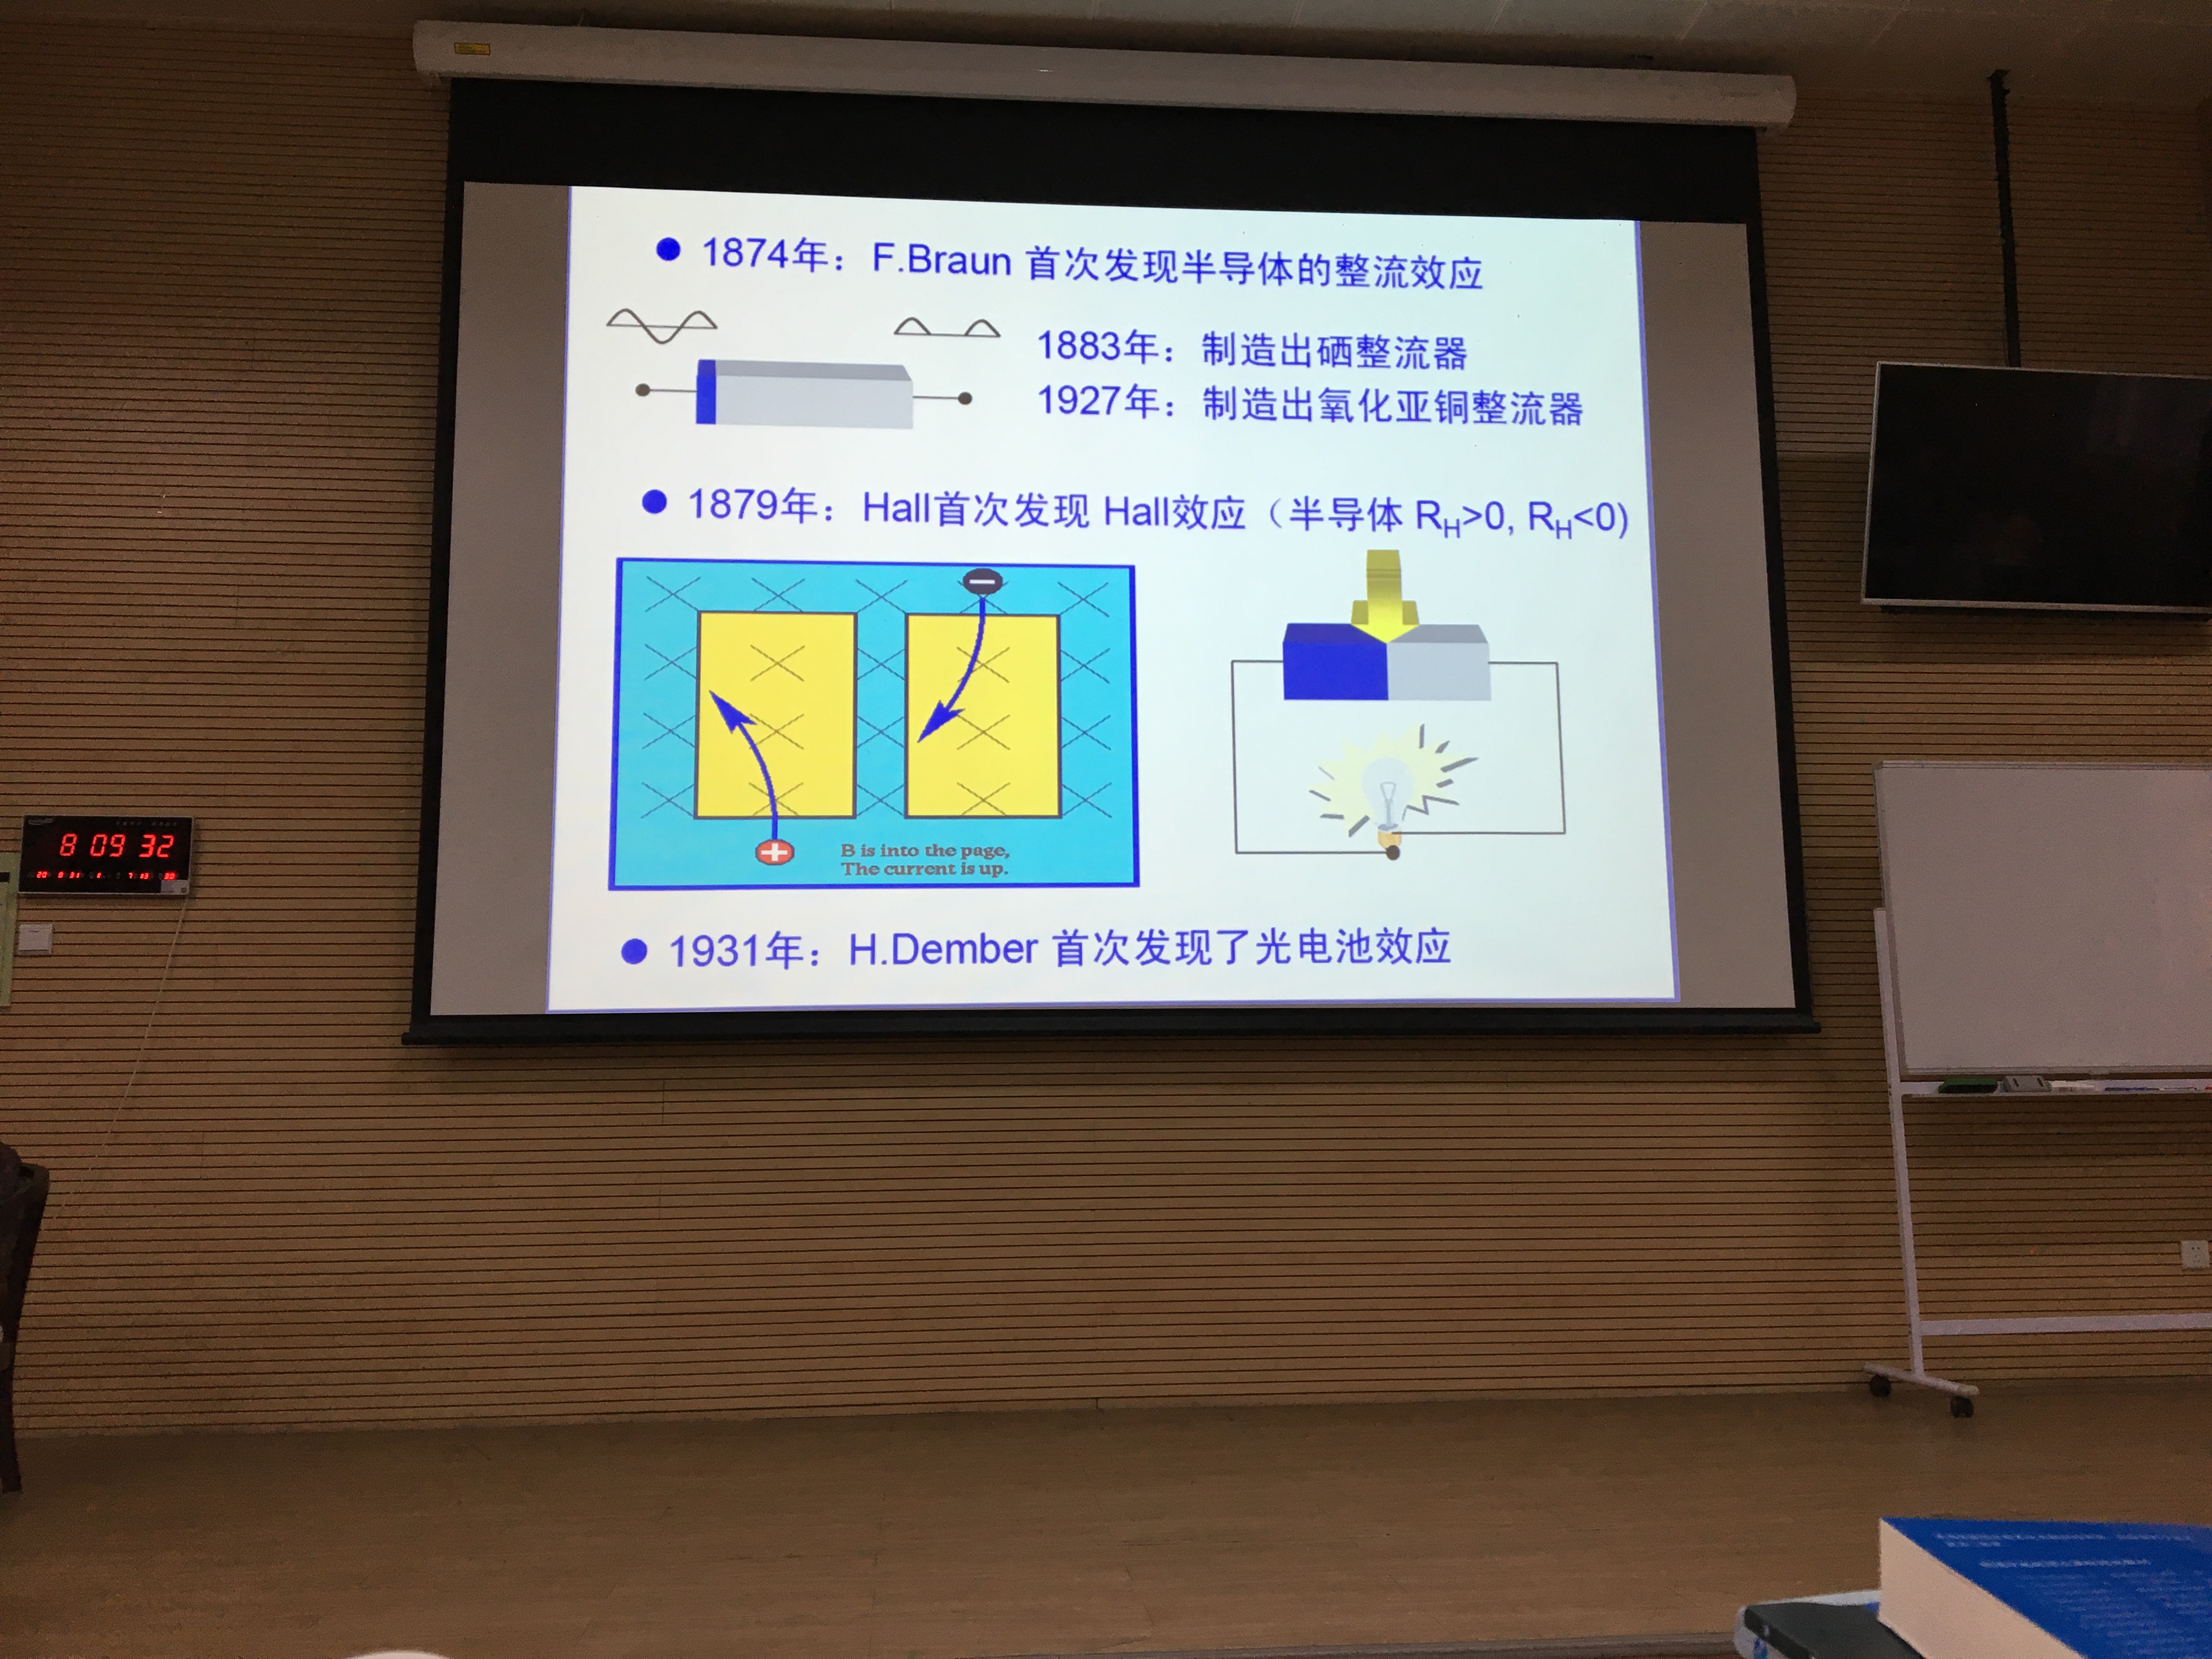 1874年：F.Braun 首次发现半导体的整流效应
1883年：制造出硒整流器
1927年：制造出氧化亚铜整流器
1879年：Hall首次发现 Hall效应（半导体 RH>0, RH<0)
B is into the page,
The current is up.
1931年：H.Dember 首次发现了光电池效应
8 09 32